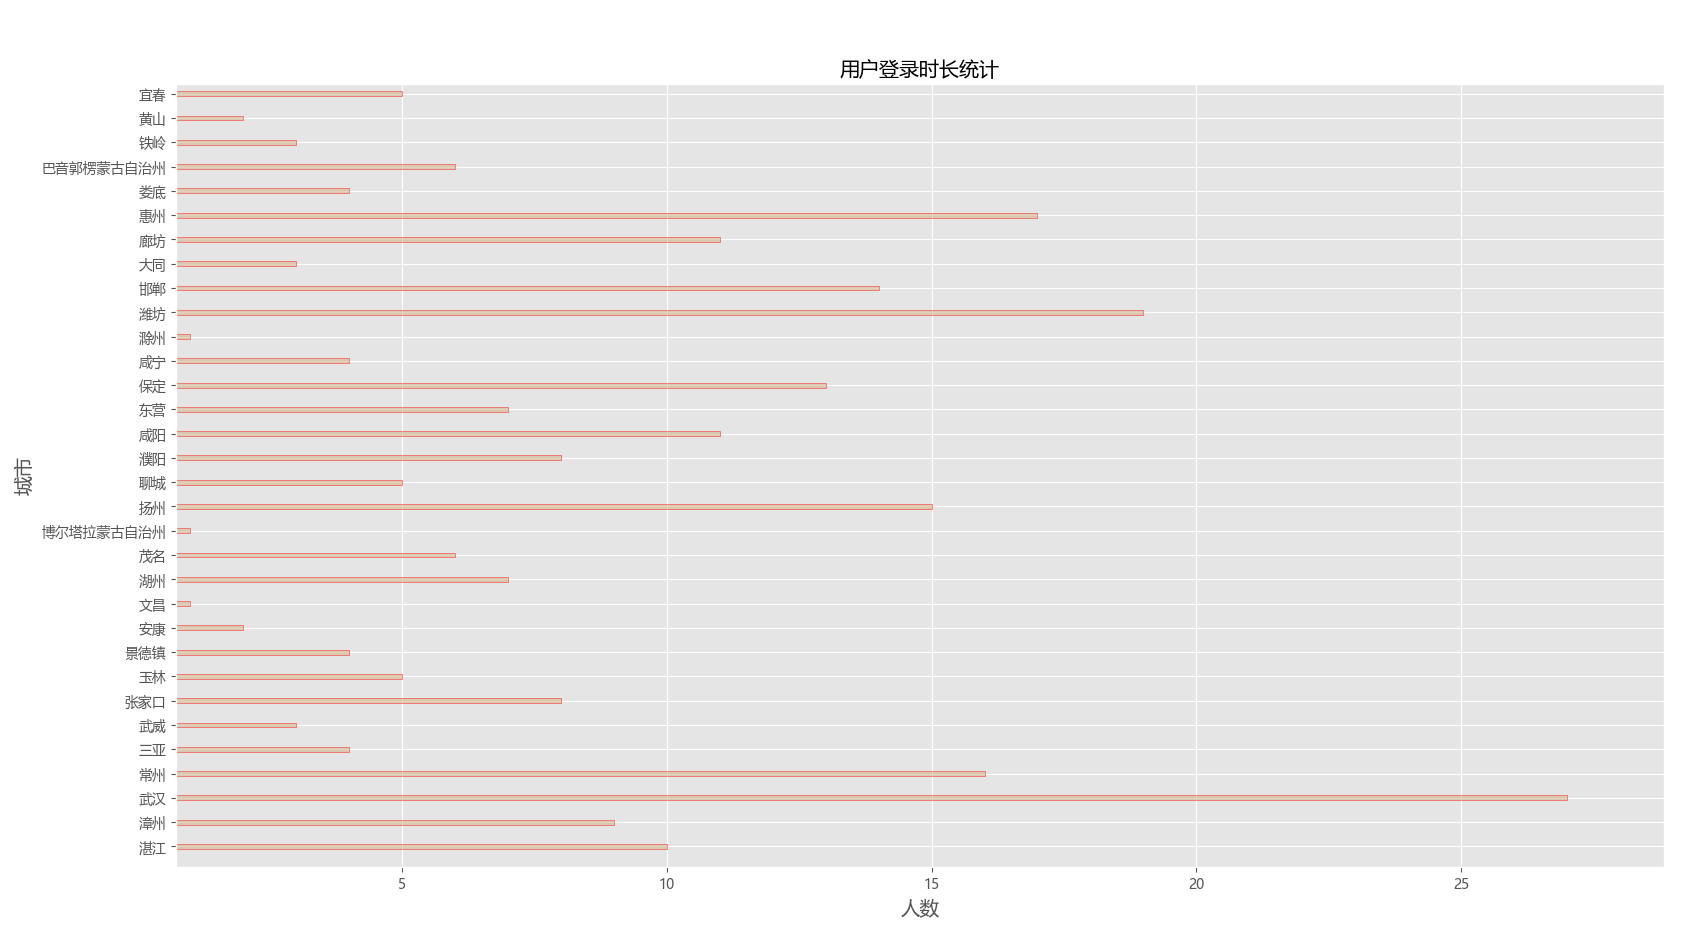 用户登录时长统计
宜春
黄山
铁岭
巴音郭楞蒙古自治州
娄底
惠州
廊坊
大同
邯郸
潍坊
滁州
咸宁
保定
东营
咸阳
濮阳
聊城
扬州
博尔塔拉蒙古自治州
茂名
湖州
文昌
安康
景德镇
玉林
张家口
武威
三亚
常州
武汉
漳州
湛江
城市
5 10 15 20 25
人数